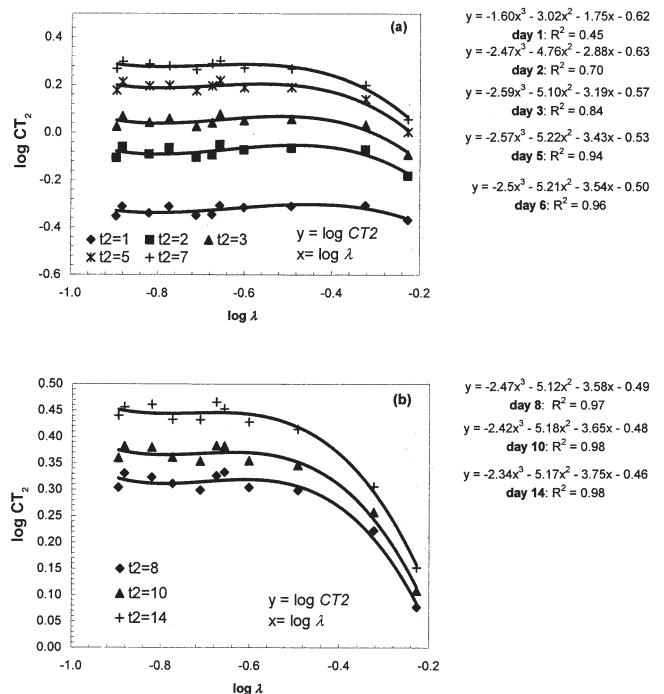 (a)
0.4
0.2
0.0
-0.2
-0.4
-0.6
log CT2
t2=1 t2=2 t2=3
t2=5 t2=7
y = log CT2
x= log λ
-1.0 -0.8 -0.6 -0.4 -0.2
log λ
y = -1.60x³ - 3.02x² - 1.75x - 0.62
day 1: R² = 0.45
y = -2.47x³ - 4.76x² - 2.88x - 0.63
day 2: R² = 0.70
y = -2.59x³ - 5.10x² - 3.19x - 0.57
day 3: R² = 0.84
y = -2.57x³ - 5.22x² - 3.43x - 0.53
day 5: R² = 0.94
y = -2.5x³ - 5.21x² - 3.54x - 0.50
day 6: R² = 0.96
(b)
0.50
0.45
0.40
0.35
0.30
0.25
0.20
0.15
0.10
0.05
0.00
log CT2
t2=8
t2=10
t2=14
y = log CT2
x= log λ
-1.0 -0.8 -0.6 -0.4 -0.2
log λ
y = -2.47x³ - 5.12x² - 3.58x - 0.49
day 8: R² = 0.97
y = -2.42x³ - 5.18x² - 3.65x - 0.48
day 10: R² = 0.98
y = -2.34x³ - 5.17x² - 3.75x - 0.46
day 14: R² = 0.98